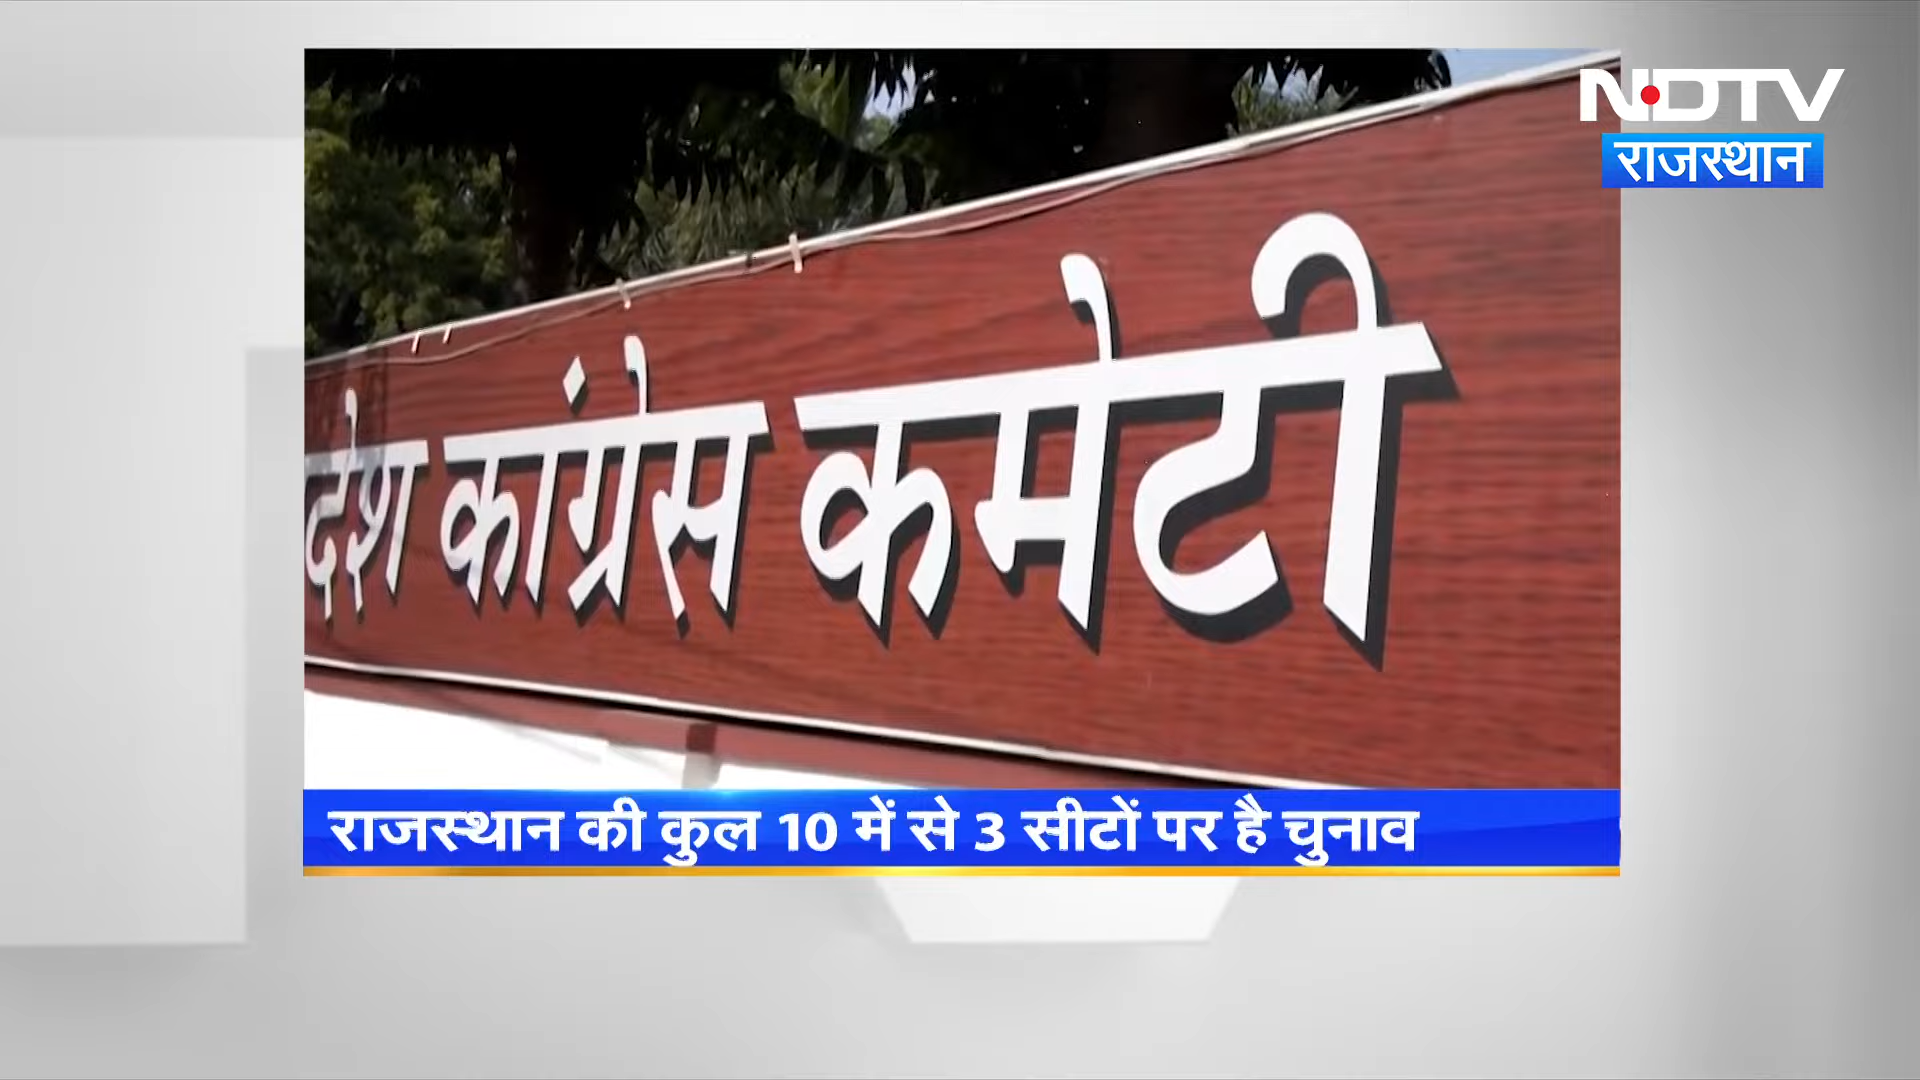 NDTV
राजस्थान
देश कांग्रेस कमेटी
राजस्थान की कुल 10 में से 3 सीटों पर है चुनाव